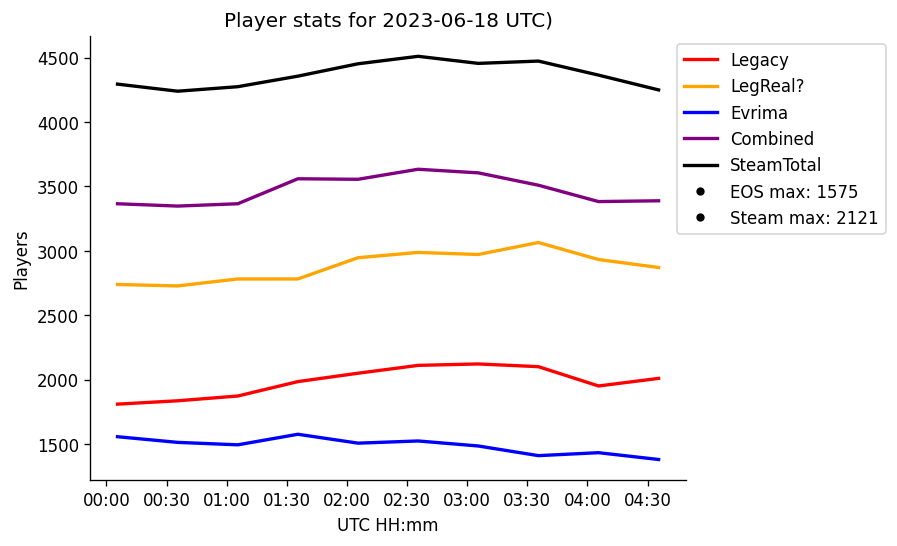 Player stats for 2023-06-18 UTC)
4500
4000
3500
3000
2500
2000
1500
Players
00:00 00:30 01:00 01:30 02:00 02:30 03:00 03:30 04:00 04:30
UTC HH:mm
Legacy
LegReal?
Evrima
Combined
SteamTotal
EOS max: 1575
Steam max: 2121